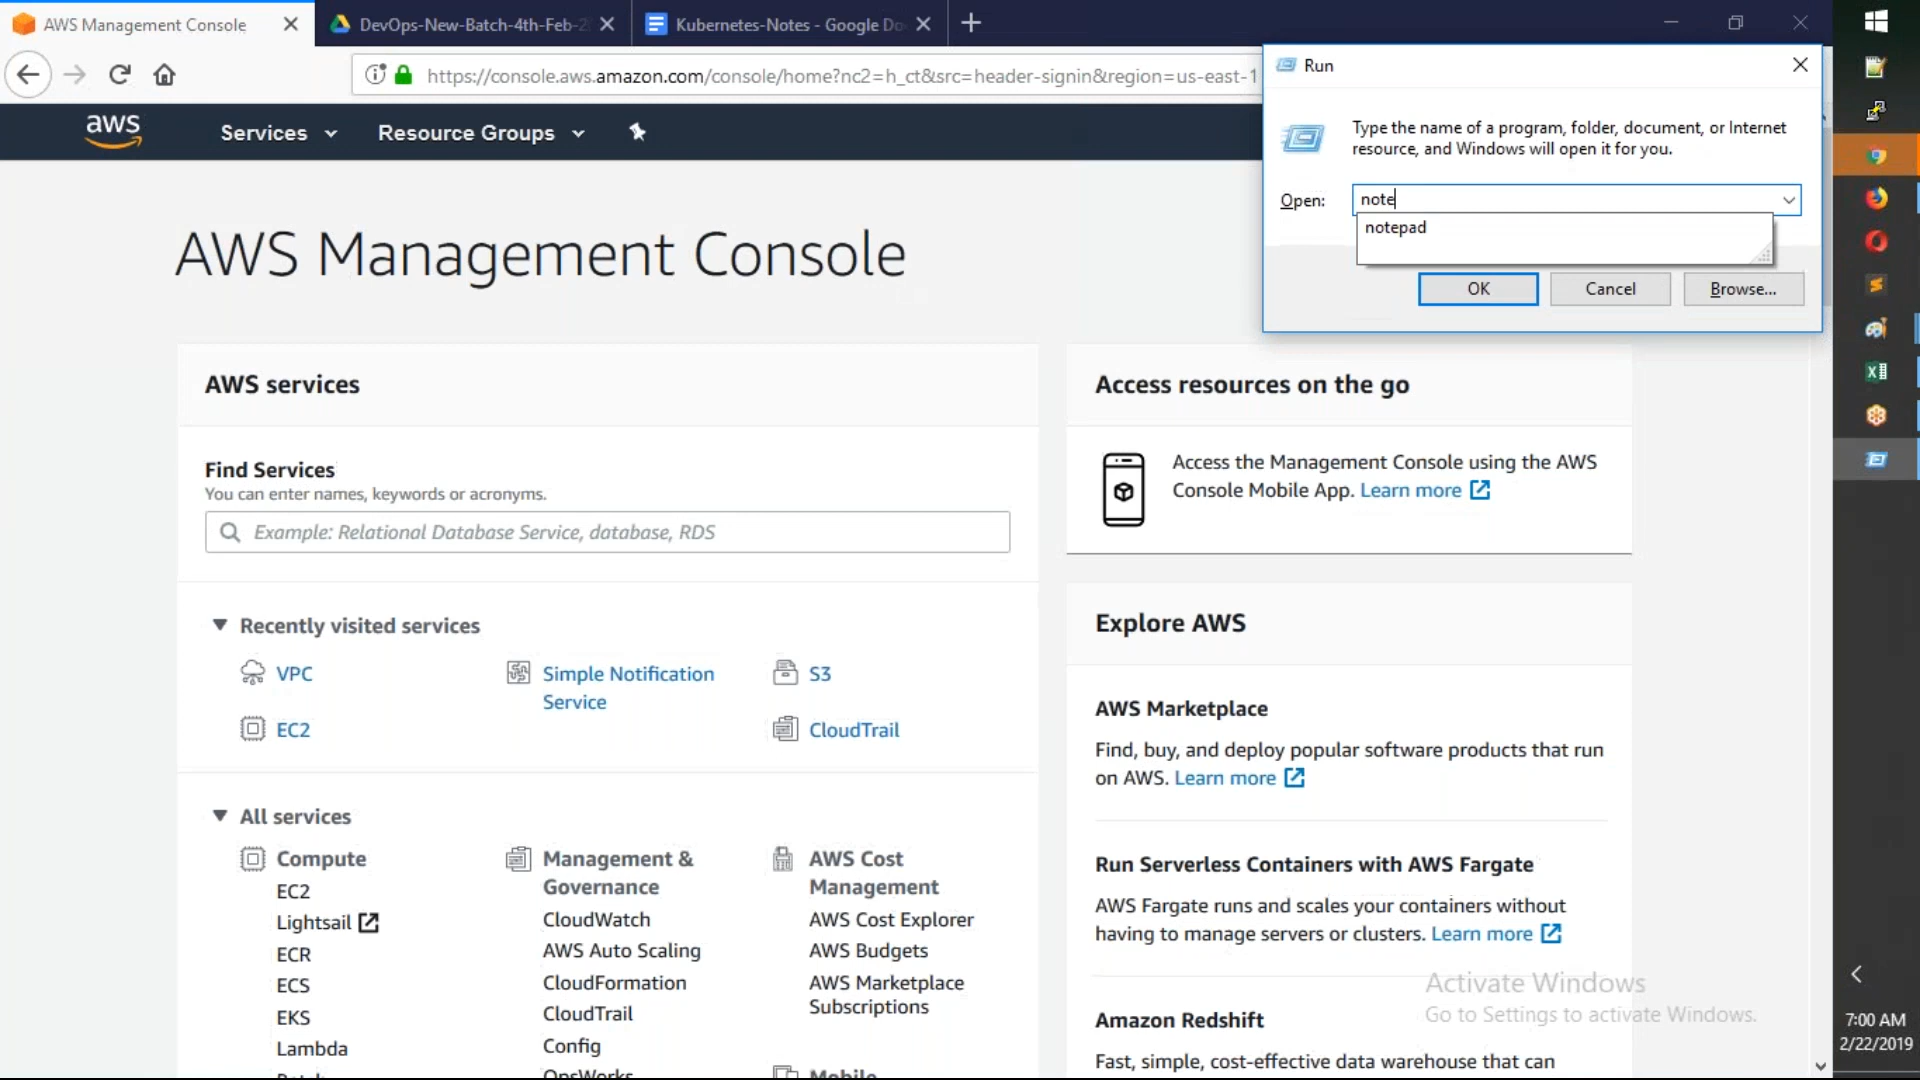 AWS Management Console
DevOps-New-Batch-4th-Feb-2
Kubernetes-Notes - Google Do
https://console.aws.amazon.com/console/home?nc2=h_ct&src=header-signin&region=us-east-1
aws
Services
Resource Groups
Run
Type the name of a program, folder, document, or Internet
resource, and Windows will open it for you.
Open:
note
notepad
OK
Cancel
Browse...
AWS Management Console
AWS services
Find Services
You can enter names, keywords or acronyms.
Example: Relational Database Service, database, RDS
Recently visited services
VPC
Simple Notification
Service
S3
EC2
CloudTrail
All services
Compute
EC2
Lightsail
ECR
ECS
EKS
Lambda
Management &
Governance
CloudWatch
AWS Auto Scaling
CloudFormation
CloudTrail
Config
OpsWorks
AWS Cost
Management
AWS Cost Explorer
AWS Budgets
AWS Marketplace
Subscriptions
Mobile
Access resources on the go
Access the Management Console using the AWS
Console Mobile App. Learn more
Explore AWS
AWS Marketplace
Find, buy, and deploy popular software products that run
on AWS. Learn more
Run Serverless Containers with AWS Fargate
AWS Fargate runs and scales your containers without
having to manage servers or clusters. Learn more
Amazon Redshift
Fast, simple, cost-effective data warehouse that can
Activate Windows
Go to Settings to activate Windows.
7:00 AM
2/22/2019